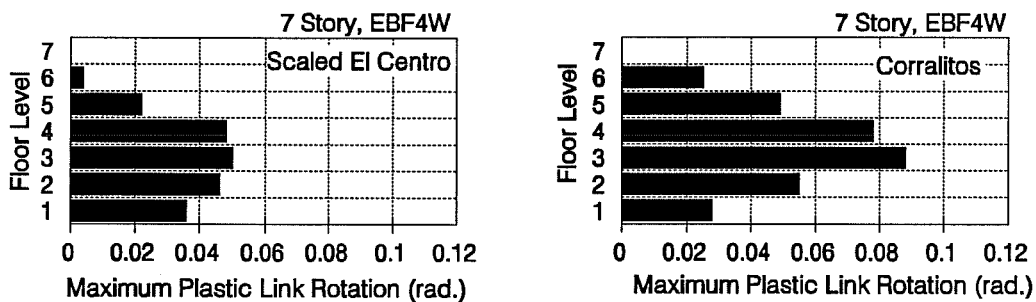 7 Story, EBF4W
Scaled El Centro
Floor Level
7
6
5
4
3
2
1
0 0.02 0.04 0.06 0.08 0.1 0.12
Maximum Plastic Link Rotation (rad.)
7 Story, EBF4W
Corralitos
Floor Level
7
6
5
4
3
2
1
0 0.02 0.04 0.06 0.08 0.1 0.12
Maximum Plastic Link Rotation (rad.)